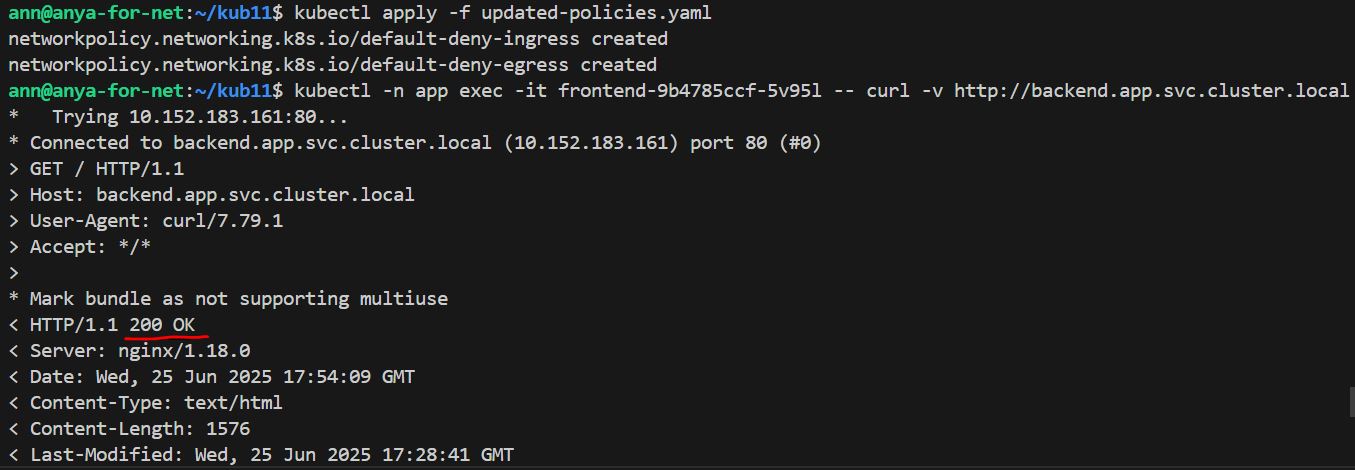 ann@anya-for-net:~/kub11$ kubectl apply -f updated-policies.yaml
networkpolicy.networking.k8s.io/default-deny-ingress created
networkpolicy.networking.k8s.io/default-deny-egress created
ann@anya-for-net:~/kub11$ kubectl -n app exec -it frontend-9b4785ccf-5v95l -- curl -v http://backend.app.svc.cluster.local
*   Trying 10.152.183.161:80...
* Connected to backend.app.svc.cluster.local (10.152.183.161) port 80 (#0)
> GET / HTTP/1.1
> Host: backend.app.svc.cluster.local
> User-Agent: curl/7.79.1
> Accept: */*
>
* Mark bundle as not supporting multiuse
< HTTP/1.1 200 OK
< Server: nginx/1.18.0
< Date: Wed, 25 Jun 2025 17:54:09 GMT
< Content-Type: text/html
< Content-Length: 1576
< Last-Modified: Wed, 25 Jun 2025 17:28:41 GMT